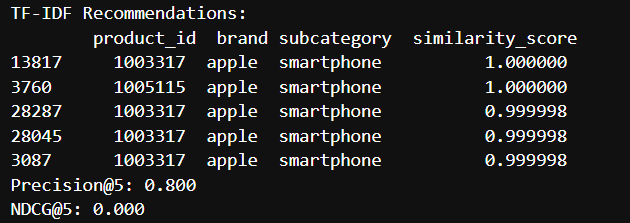 TF-IDF Recommendations:
product_id brand subcategory similarity_score
13817 1003317 apple smartphone 1.000000
3760 1005115 apple smartphone 1.000000
28287 1003317 apple smartphone 0.999998
28045 1003317 apple smartphone 0.999998
3087 1003317 apple smartphone 0.999998
Precision@5: 0.800
NDCG@5: 0.000